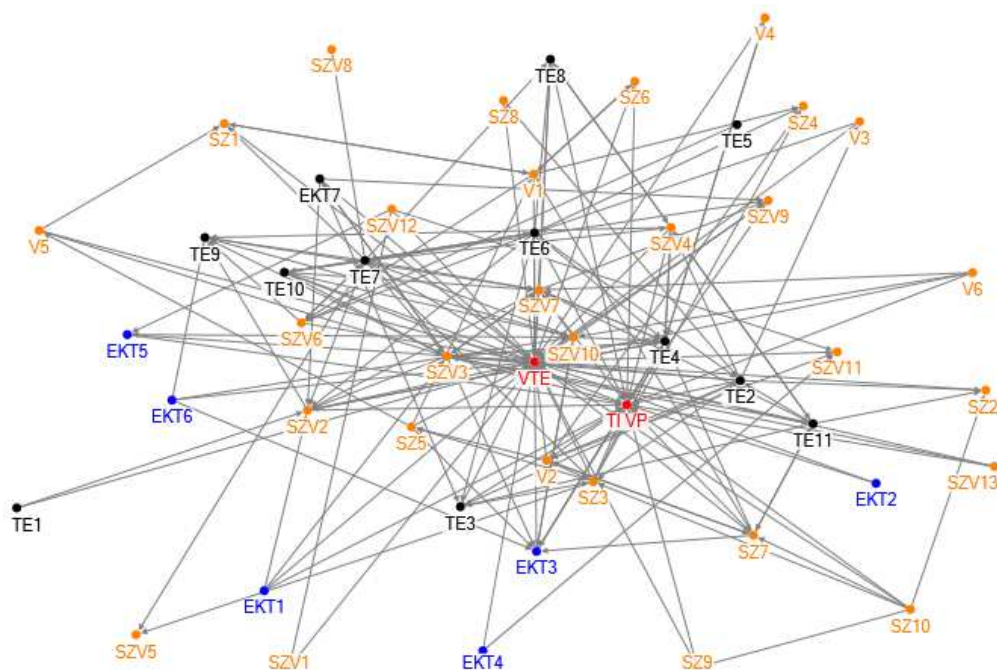 V4
SZV8
TE8
SZ6
SZ8
SZ4
TE5
V3
SZ1
EKT7
V1
SZV9
SZV12
V5
TE9
TE7
TE6
SZV4
TE10
V6
SZV7
SZV6
EKT5
SZV10
TE4
SZV3
VTE
SZV11
TE2
SZ2
EKT6
SZV2
TI VP
SZ5
TE11
V2
SZV13
SZ3
EKT2
TE1
TE3
SZ7
EKT3
EKT1
SZ10
SZV5
SZV1
EKT4
SZ9